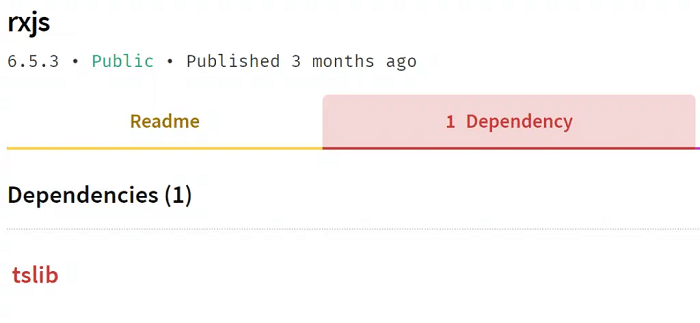 rxjs
6.5.3 • Public • Published 3 months ago
Readme
1 Dependency
Dependencies (1)
tslib